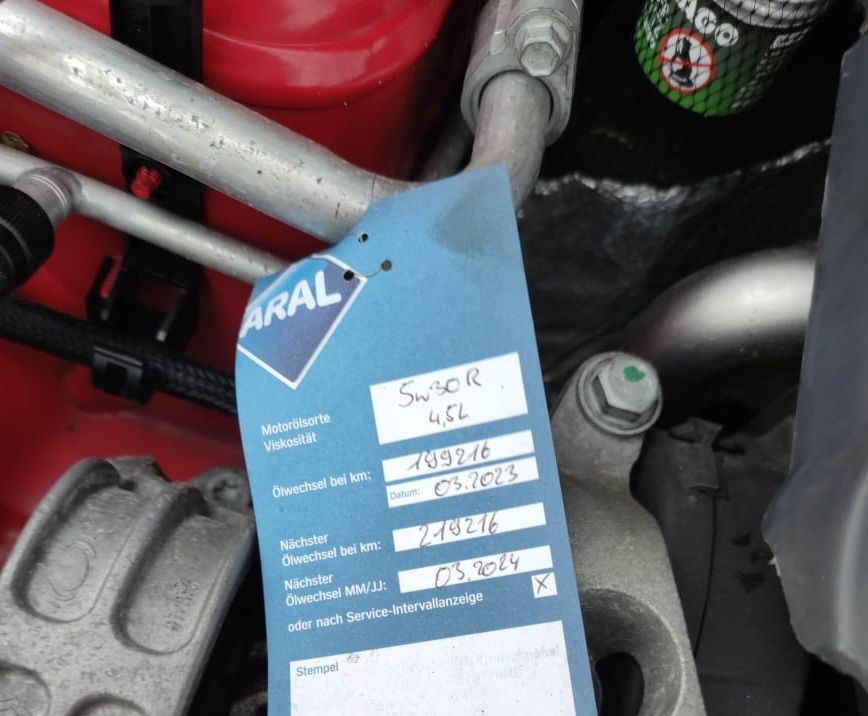 AGO
ARAL
Motorölsorte
Viskosität
5w30R
4,5L
Ölwechsel bei km: 199216
Datum: 03.2023
Nächster
Ölwechsel bei km: 219216
Nächster
Ölwechsel MM/JJ: 03.2024
oder nach Service-Intervallanzeige X
Stempel